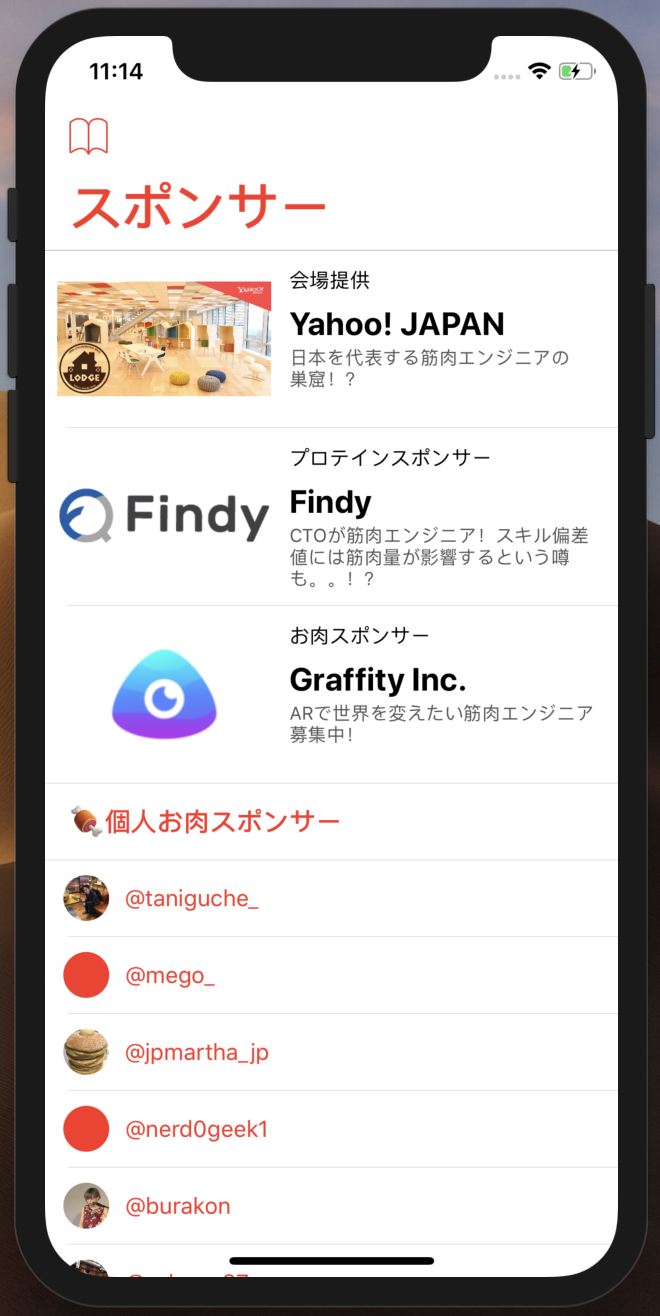 11:14
スポンサー
会場提供
YAHOO!
LODGE
Yahoo! JAPAN
日本を代表する筋肉エンジニアの
巣窟！？
プロテインスポンサー
Findy
Findy
CTOが筋肉エンジニア！スキル偏差
値には筋肉量が影響するという噂
も。。！？
お肉スポンサー
Graffity Inc.
ARで世界を変えたい筋肉エンジニア
募集中！
個人お肉スポンサー
@taniguche_
@mego_
@jpmartha_jp
@nerd0geek1
@burakon